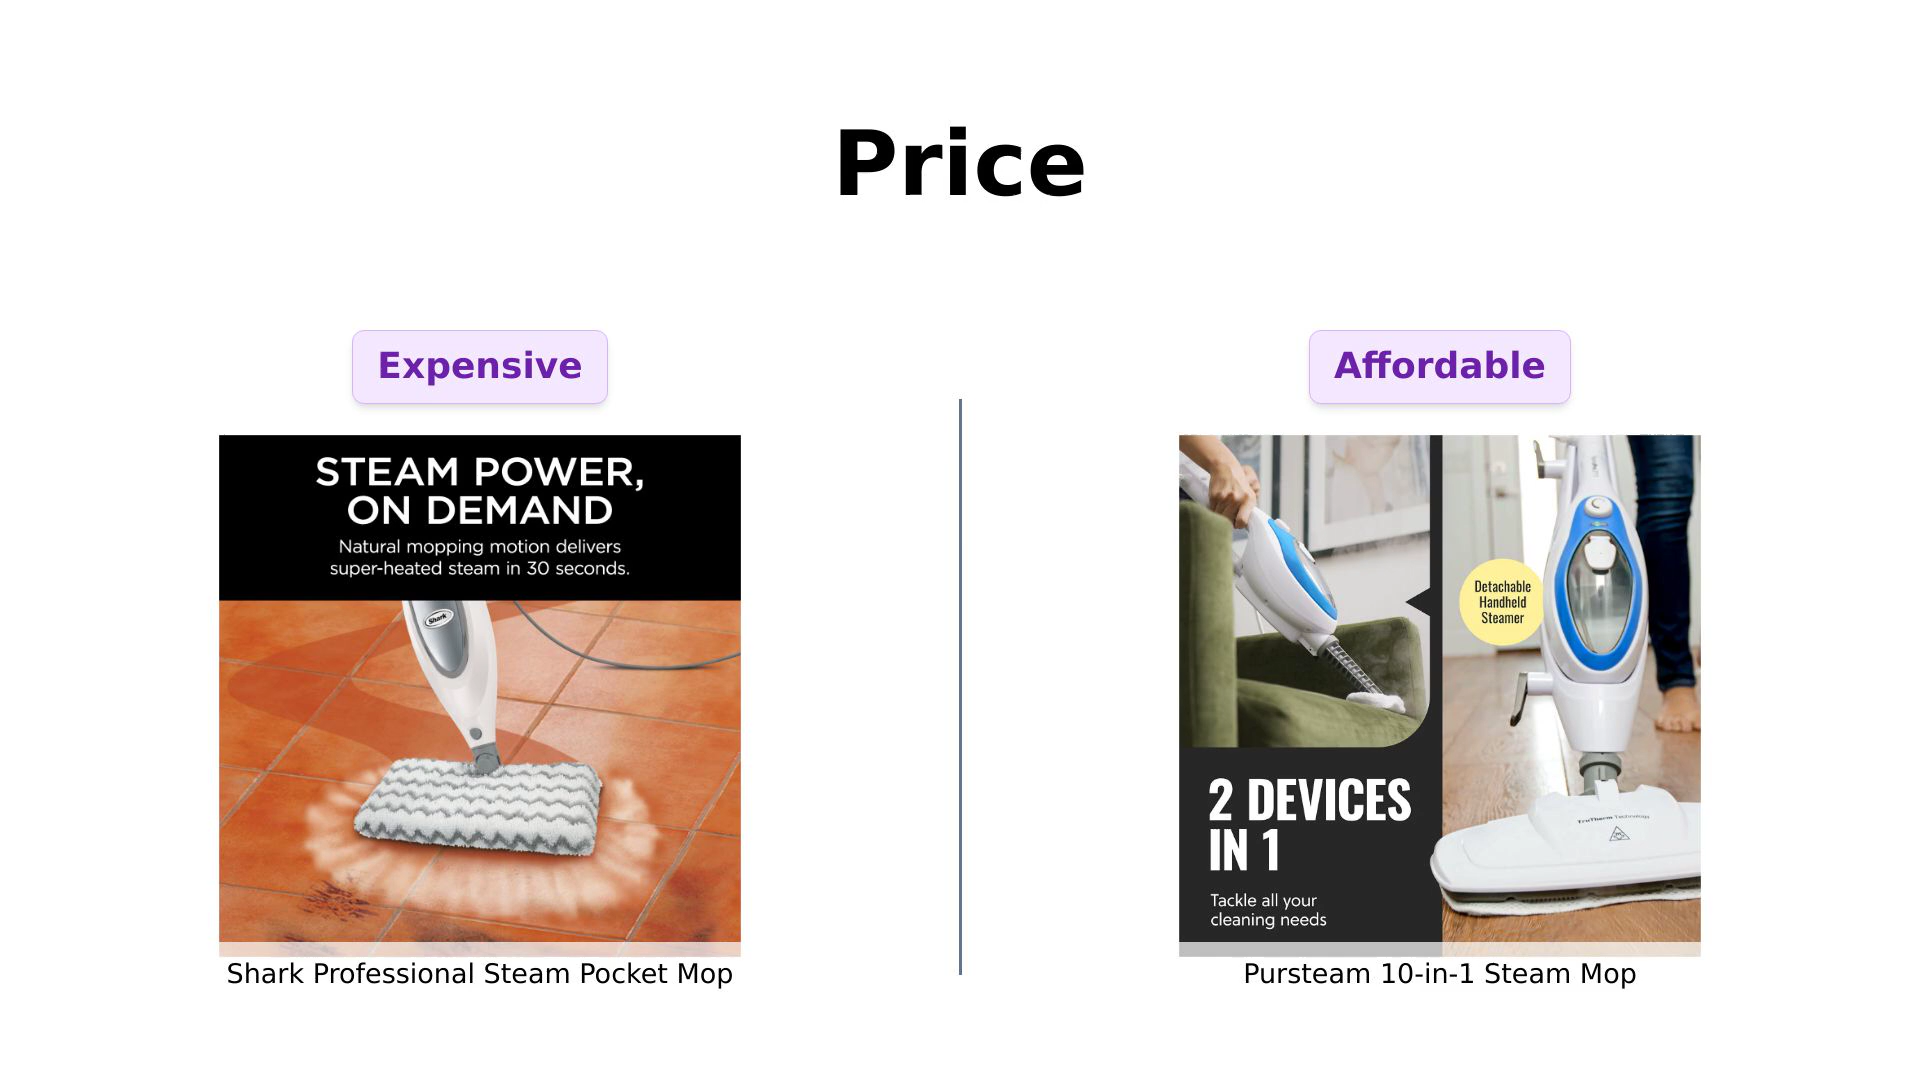 Price
Expensive
STEAM POWER,
ON DEMAND
Natural mopping motion delivers
super-heated steam in 30 seconds.
Shark
Shark Professional Steam Pocket Mop
Affordable
Detachable
Handheld
Steamer
2 DEVICES
IN 1
Tackle all your
cleaning needs
TruTherm Technology
Pursteam 10-in-1 Steam Mop